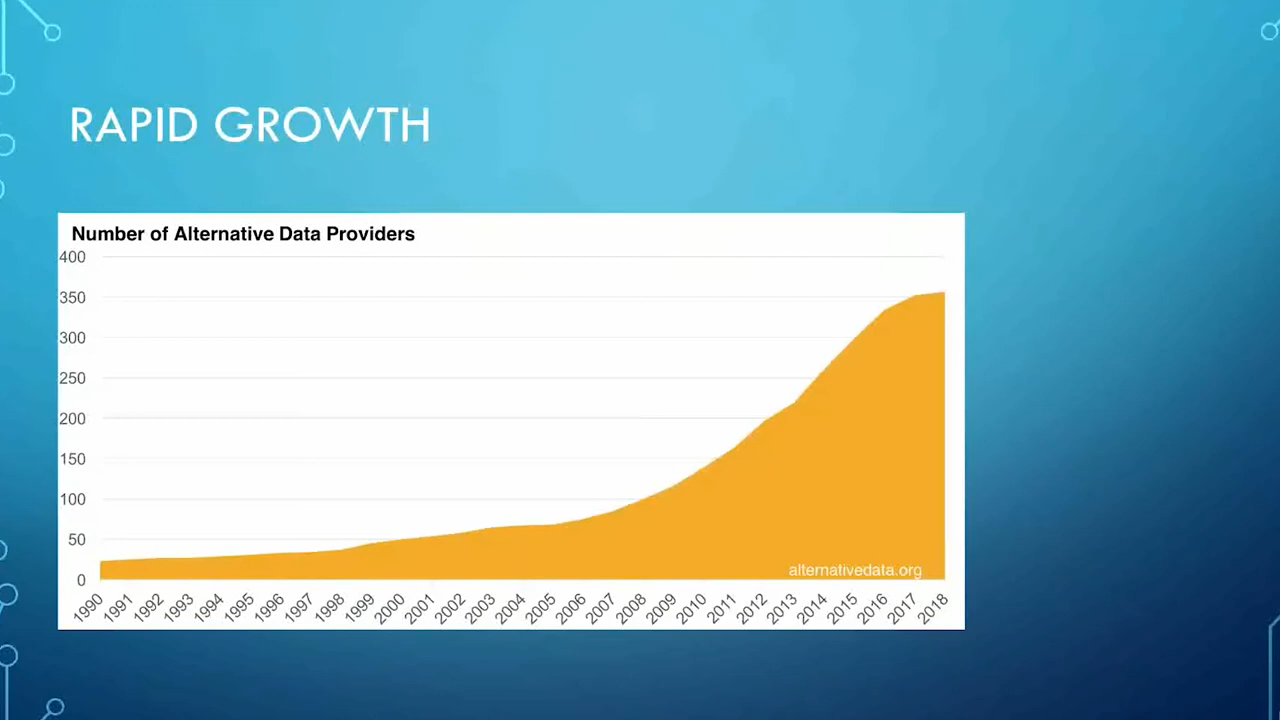 RAPID GROWTH
Number of Alternative Data Providers
400
350
300
250
200
150
100
50
0
alternativedata.org
1990 1991 1992 1993 1994 1995 1996 1997 1998 1999 2000 2001 2002 2003 2004 2005 2006 2007 2008 2009 2010 2011 2012 2013 2014 2015 2016 2017 2018